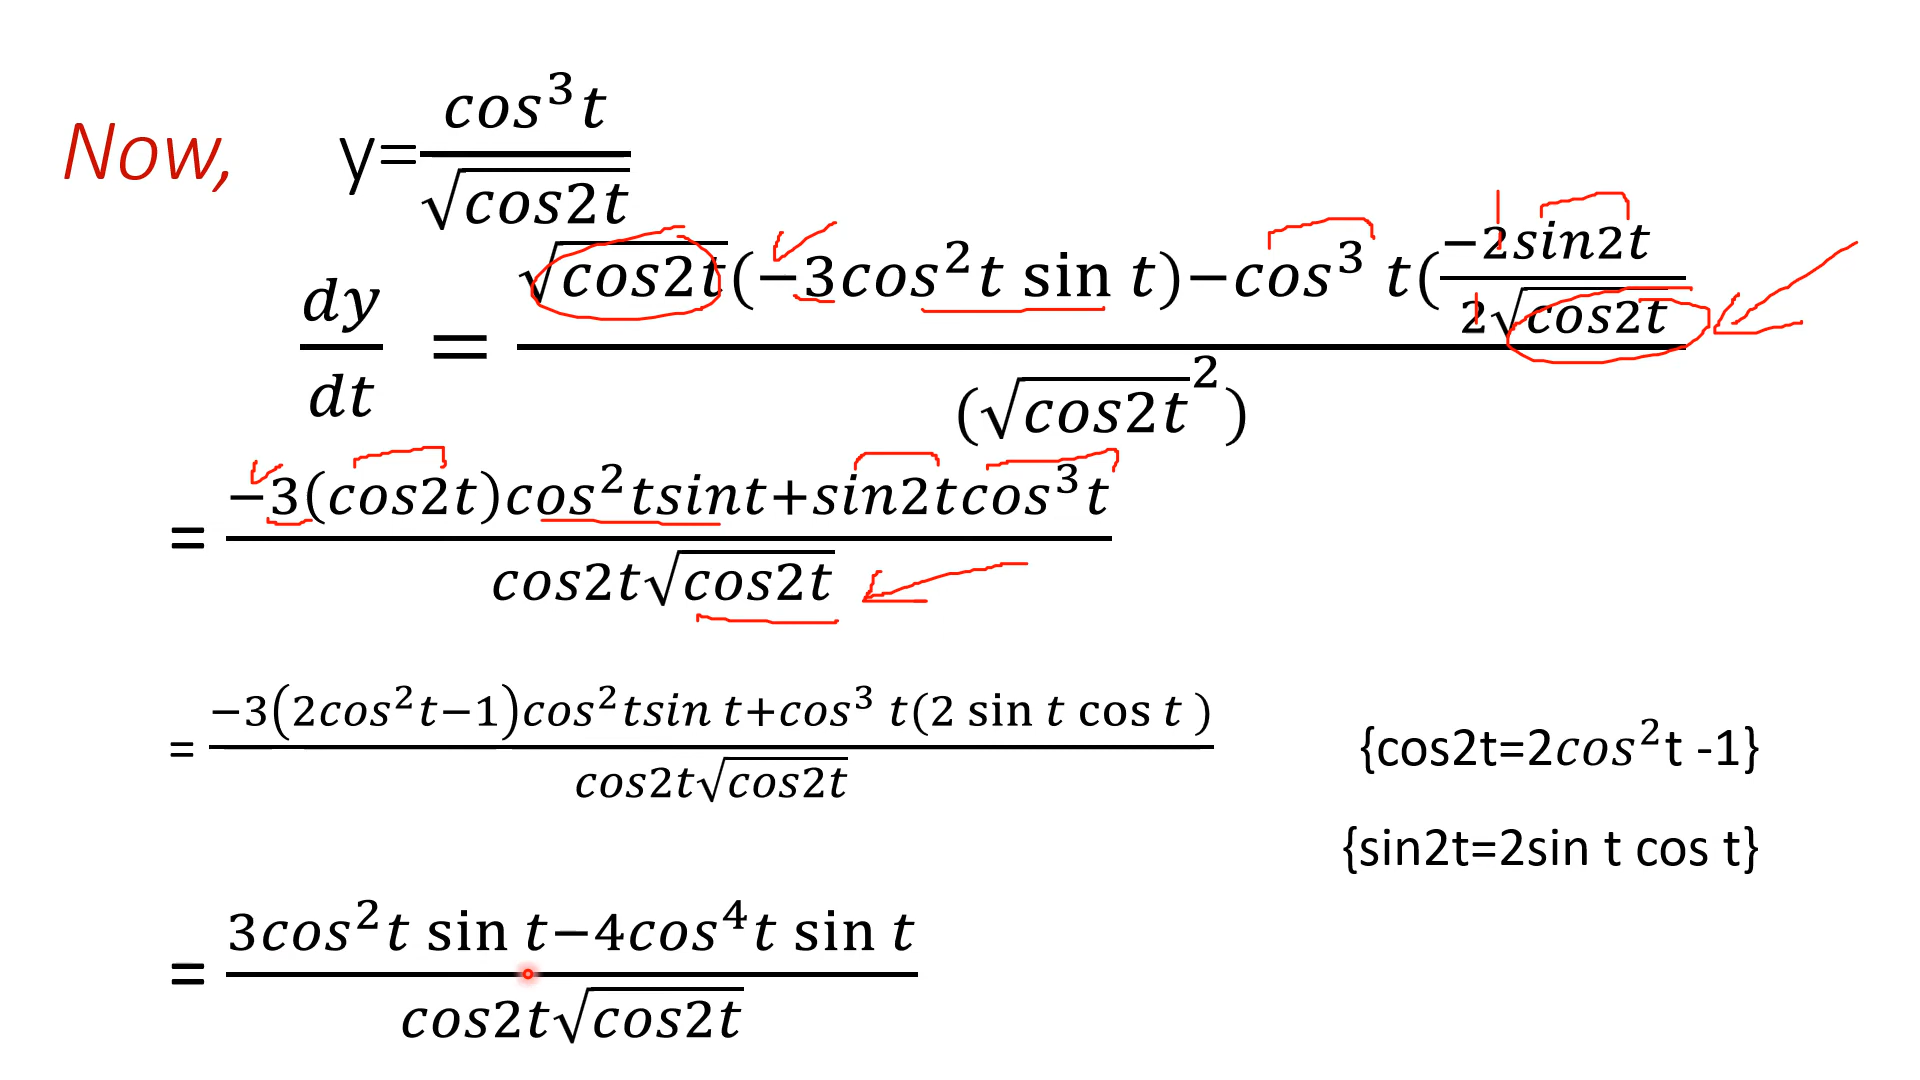 Now, y=cos³t/√cos2t
dy/dt = (√cos2t(−3cos²t sin t)−cos³ t(−2sin2t/2√cos2t))/(√cos2t²)
= (−3(cos2t)cos²tsint+sin2tcos³t)/(cos2t√cos2t)
= (−3(2cos²t−1)cos²tsin t+cos³ t(2 sin t cos t ))/(cos2t√cos2t) {cos2t=2cos²t -1}
{sin2t=2sin t cos t}
= (3cos²t sin t−4cos⁴t sin t)/(cos2t√cos2t)